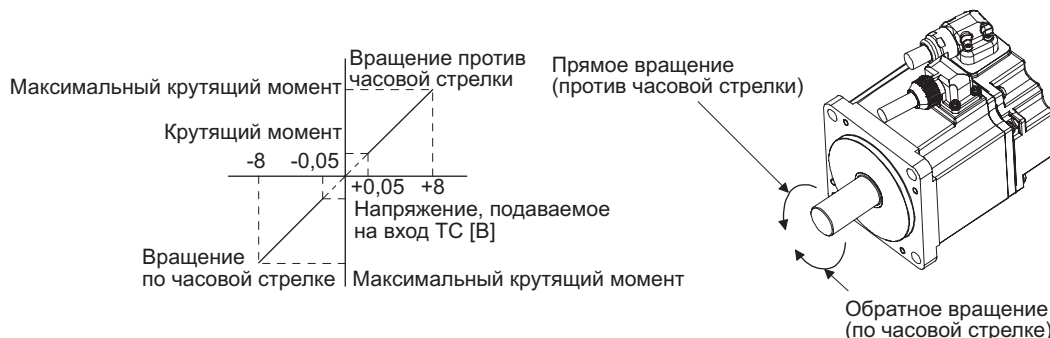 Вращение против
часовой стрелки
Максимальный крутящий момент
Крутящий момент
-8
-0,05
+0,05
+8
Напряжение, подаваемое
на вход TC [В]
Вращение
по часовой стрелке
Максимальный крутящий момент
Прямое вращение
(против часовой стрелки)
Обратное вращение
(по часовой стрелке)